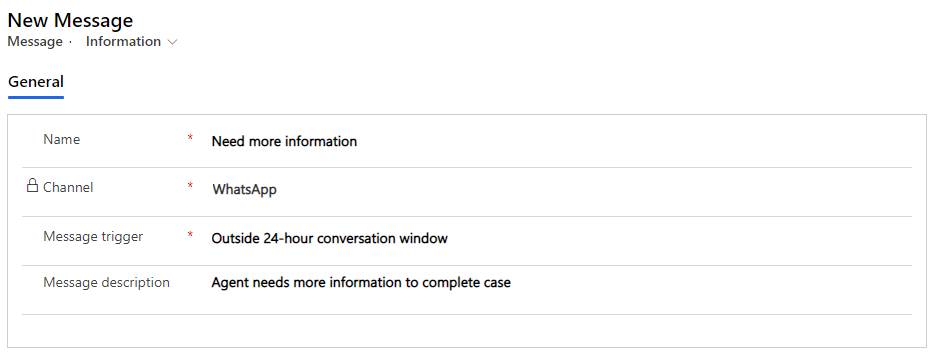 New Message
Message · Information
General
Name * Need more information
Channel * WhatsApp
Message trigger * Outside 24-hour conversation window
Message description Agent needs more information to complete case